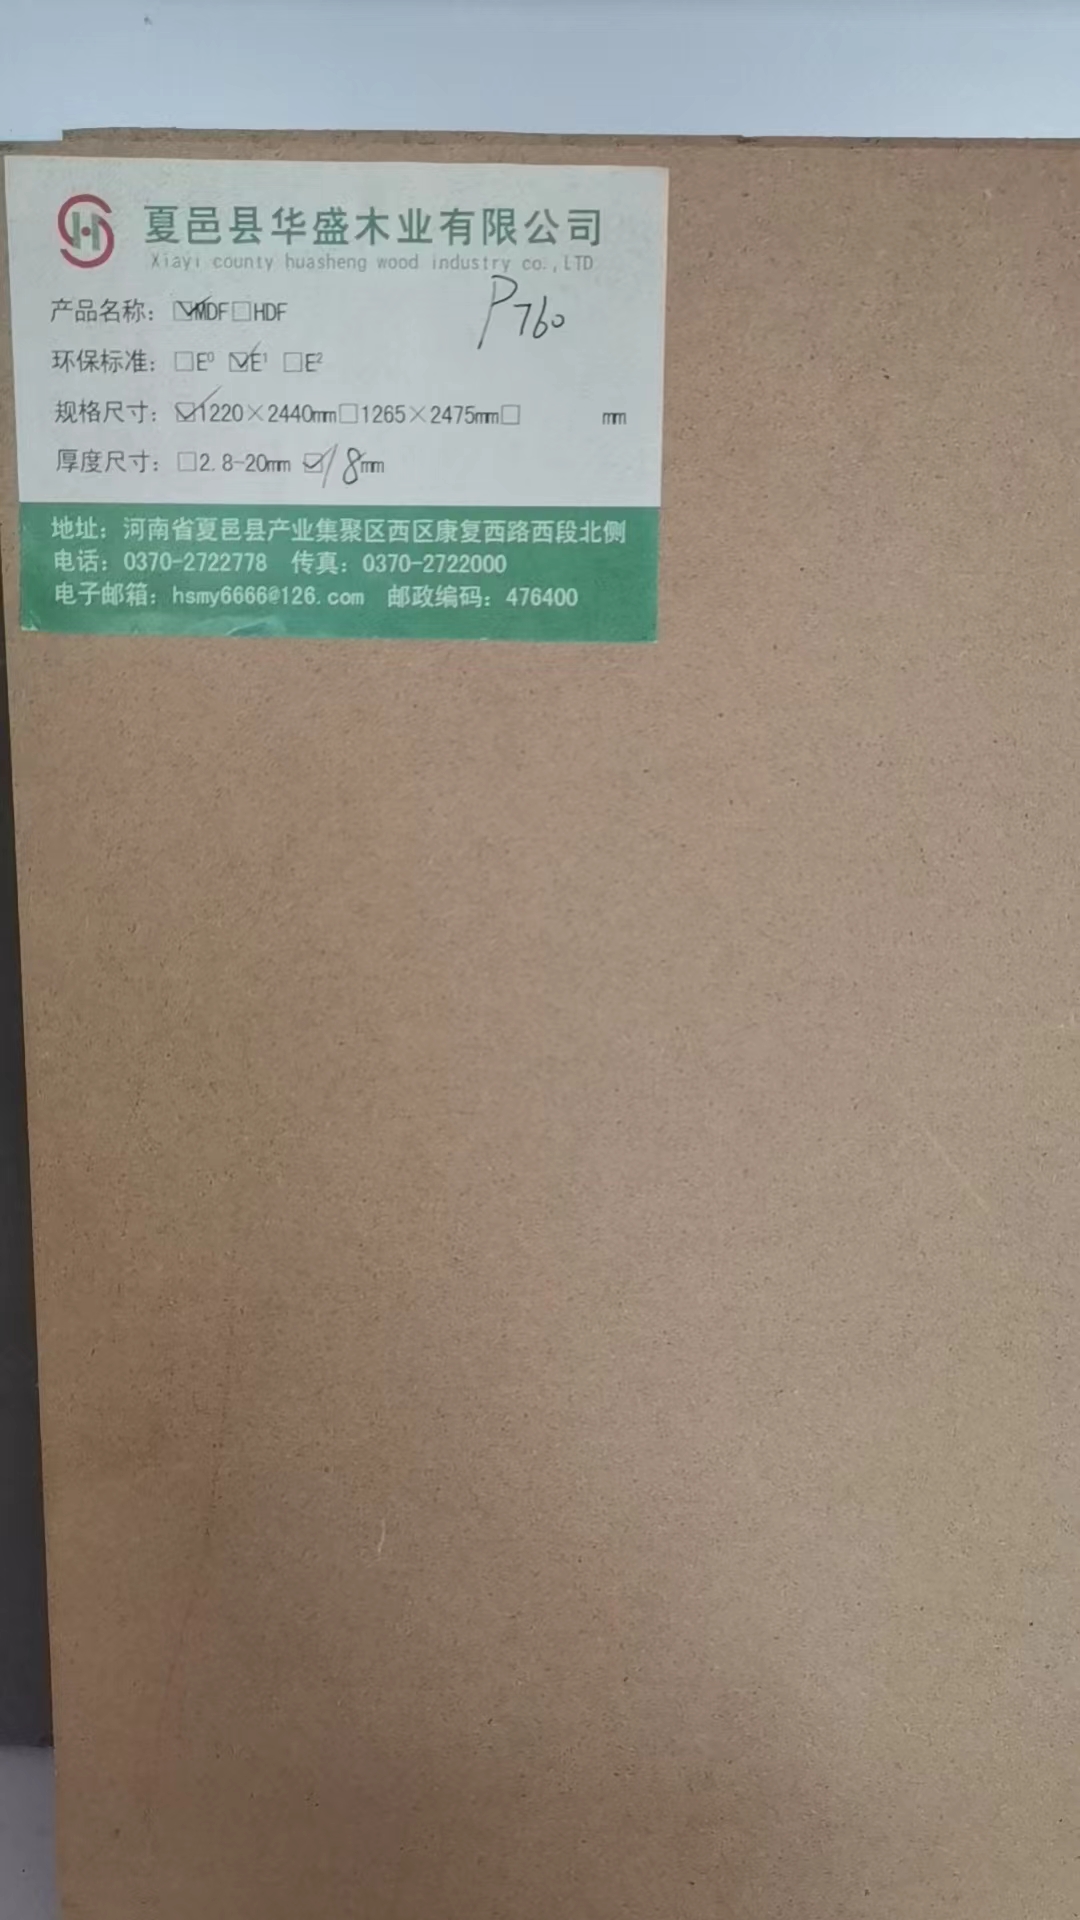 夏邑县华盛木业有限公司
Xiayi county huasheng wood industry co.,LTD
P760
产品名称：☑MDF□HDF
环保标准：□E⁰ ☑E¹ □E²
规格尺寸：☑1220×2440mm□1265×2475mm□ mm
厚度尺寸：□2.8-20mm ☑18mm
地址：河南省夏邑县产业集聚区西区康复西路西段北侧
电话：0370-2722778 传真：0370-2722000
电子邮箱：hsmy6666@126.com 邮政编码：476400